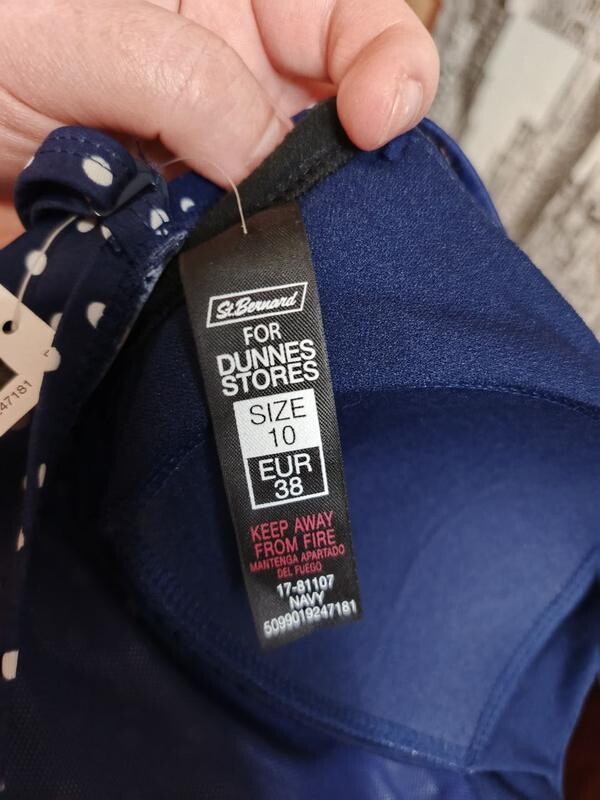 St.Bernard
FOR
DUNNES
STORES
SIZE
10
EUR
38
KEEP AWAY
FROM FIRE
MANTENGA APARTADO
DEL FUEGO
17-81107
NAVY
5099019247181
47181